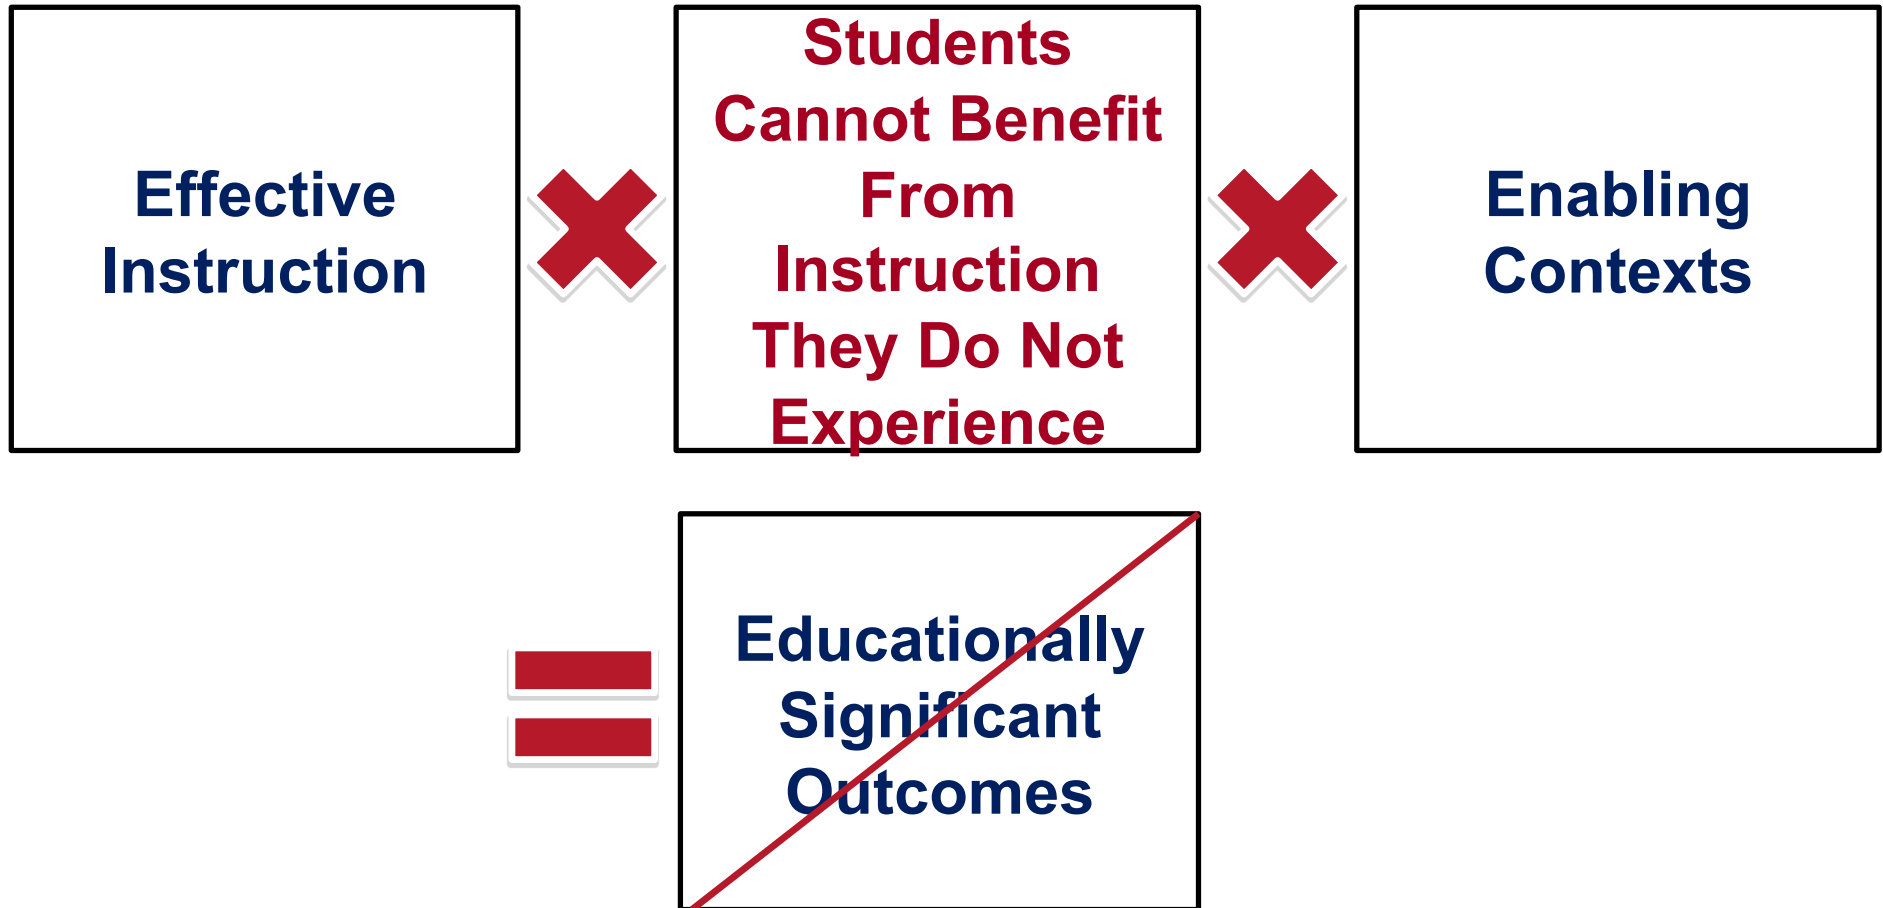 Effective
Instruction
Students
Cannot Benefit
From
Instruction
They Do Not
Experience
Enabling
Contexts
Educationally
Significant
Outcomes